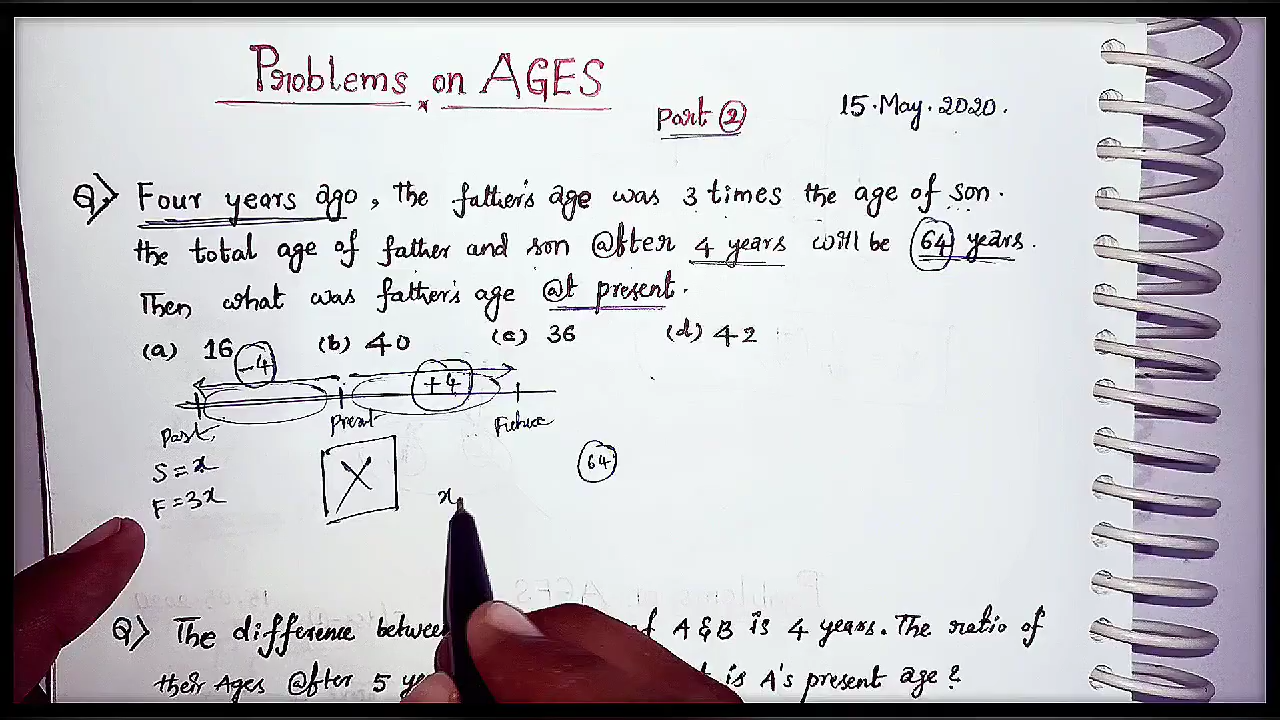 Problems on AGES
Part 2
15.May.2020.
Q> Four years ago, the father's age was 3 times the age of son.
the total age of father and son @fter 4 years will be 64 years.
Then what was father's age @t present.
(a) 16 (b) 40 (c) 36 (d) 42
-4 +4
Past Present Future
S = x
F = 3x
X
64
x
Q> The difference between of A & B is 4 years. The ratio of
their Ages @fter 5 is A's present age?